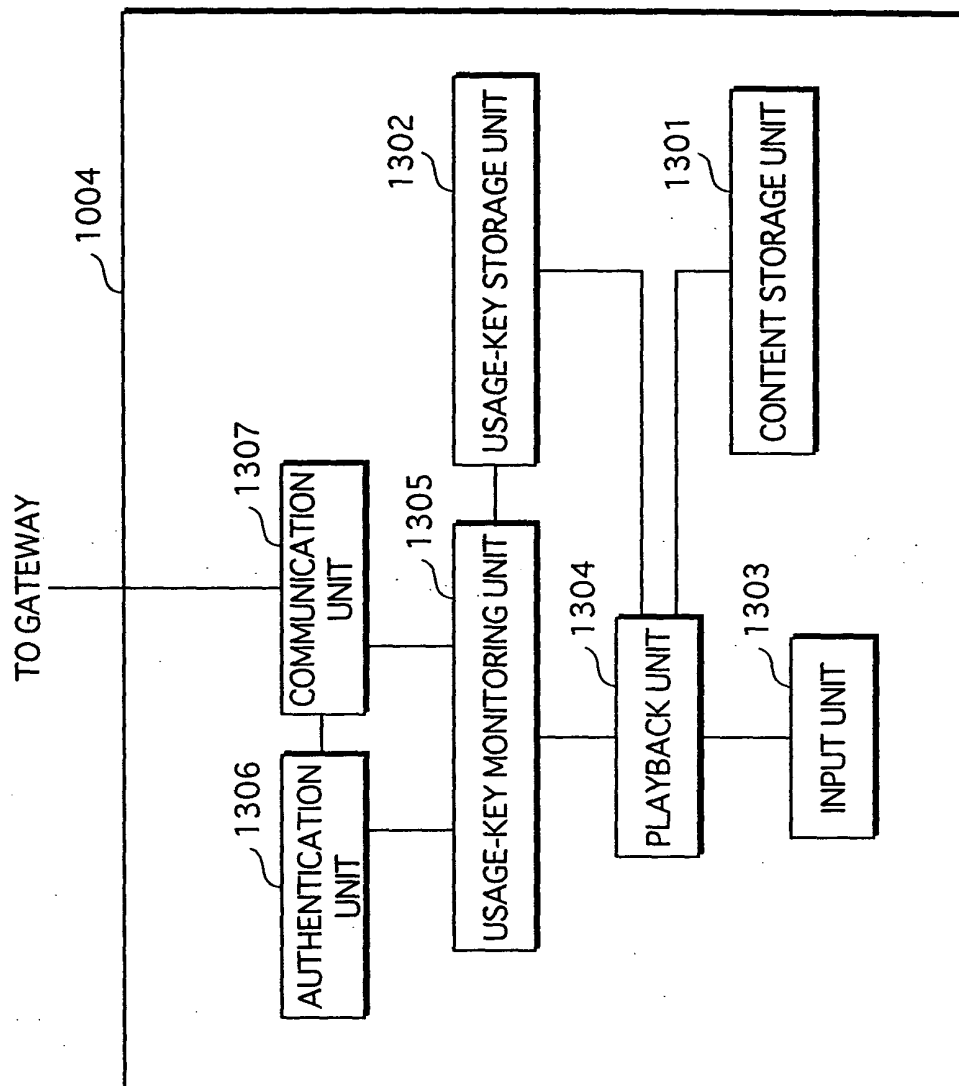 TO GATEWAY
1004
1306
AUTHENTICATION
UNIT
1307
COMMUNICATION
UNIT
1305
USAGE-KEY MONITORING UNIT
1302
USAGE-KEY STORAGE UNIT
1304
PLAYBACK UNIT
1303
INPUT UNIT
1301
CONTENT STORAGE UNIT